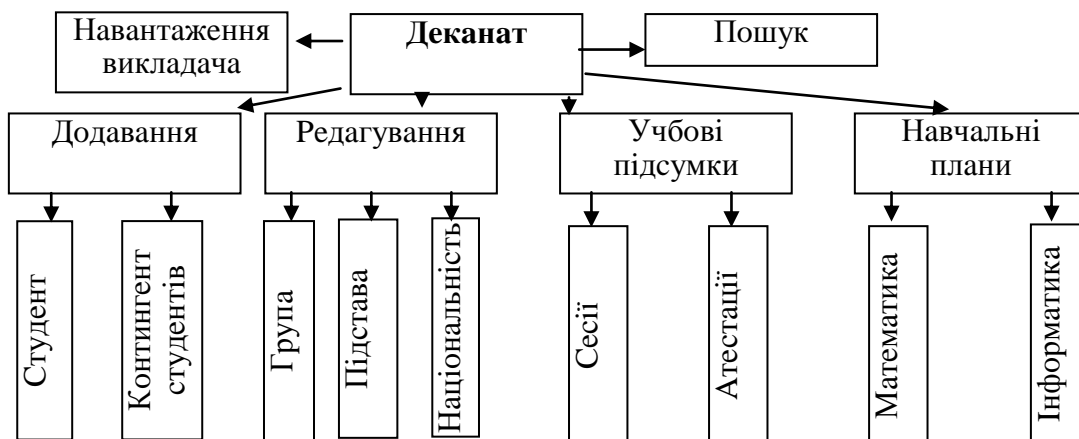 Навантаження
викладача
Деканат
Пошук
Додавання
Редагування
Учбові
підсумки
Навчальні
плани
Студент
Контингент
студентів
Група
Підстава
Національність
Сесії
Атестації
Математика
Інформатика